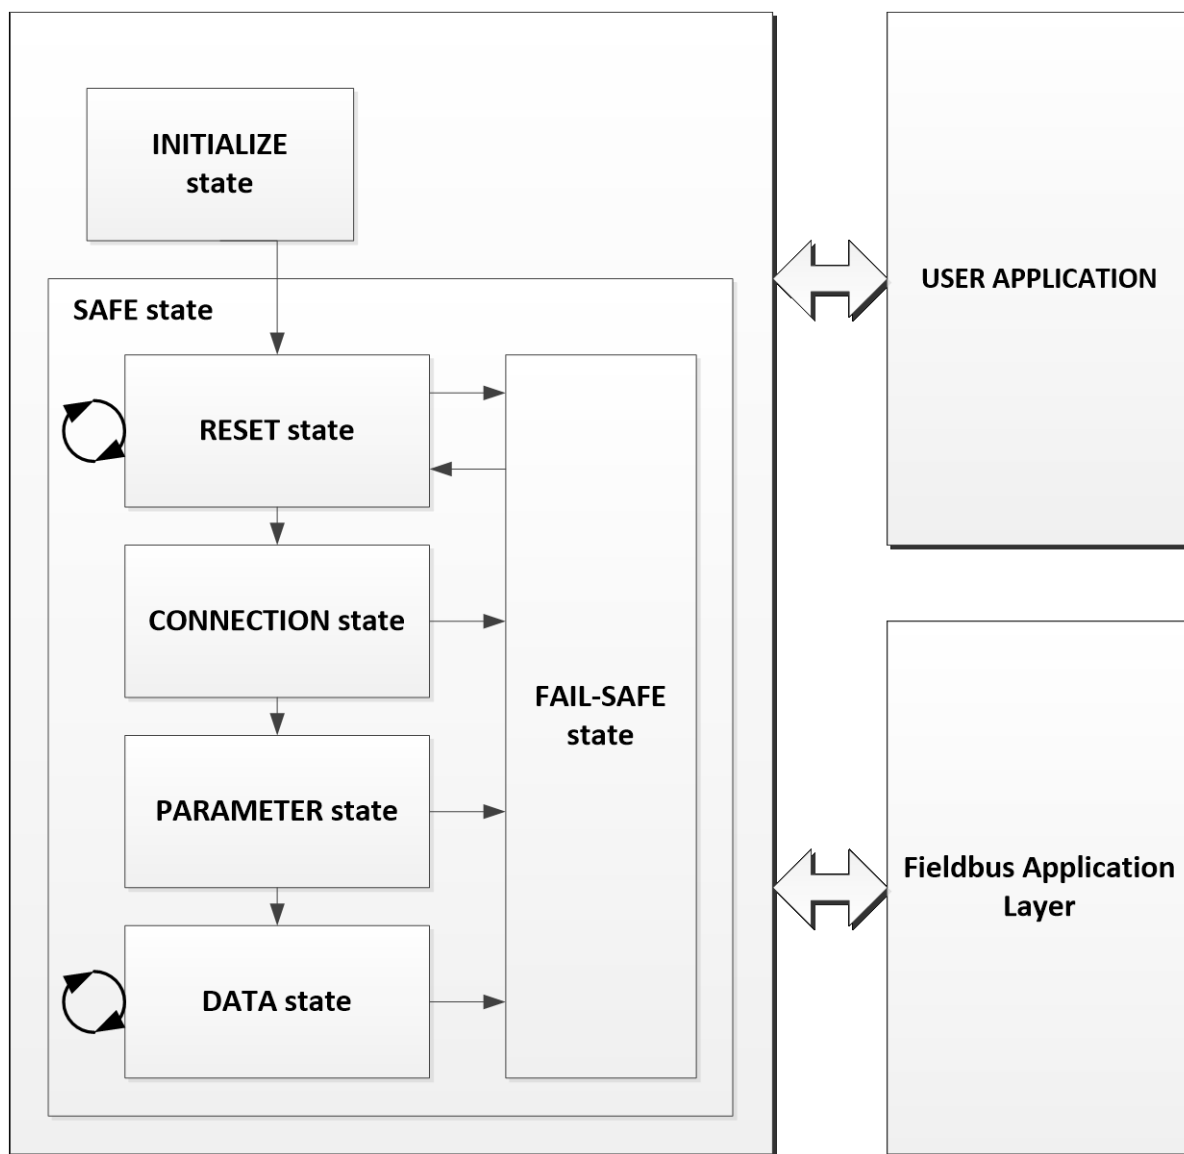 INITIALIZE
state
SAFE state
RESET state
CONNECTION state
PARAMETER state
DATA state
FAIL-SAFE
state
USER APPLICATION
Fieldbus Application
Layer